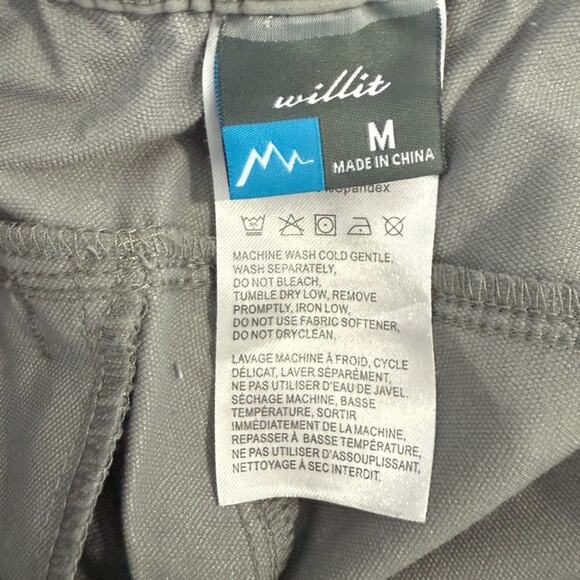 willit
M
MADE IN CHINA
Spandex
MACHINE WASH COLD GENTLE,
WASH SEPARATELY,
DO NOT BLEACH,
TUMBLE DRY LOW, REMOVE
PROMPTLY, IRON LOW,
DO NOT USE FABRIC SOFTENER,
DO NOT DRYCLEAN,
LAVAGE MACHINE À FROID, CYCLE
DÉLICAT, LAVER SÉPARÉMENT,
NE PAS UTILISER D'EAU DE JAVEL.
SÉCHAGE MACHINE, BASSE
TEMPÉRATURE, SORTIR
IMMÉDIATEMENT DE LA MACHINE,
REPASSER À BASSE TEMPÉRATURE,
NE PAS UTILISER D'ASSOUPLISSANT,
NETTOYAGE À SEC INTERDIT,